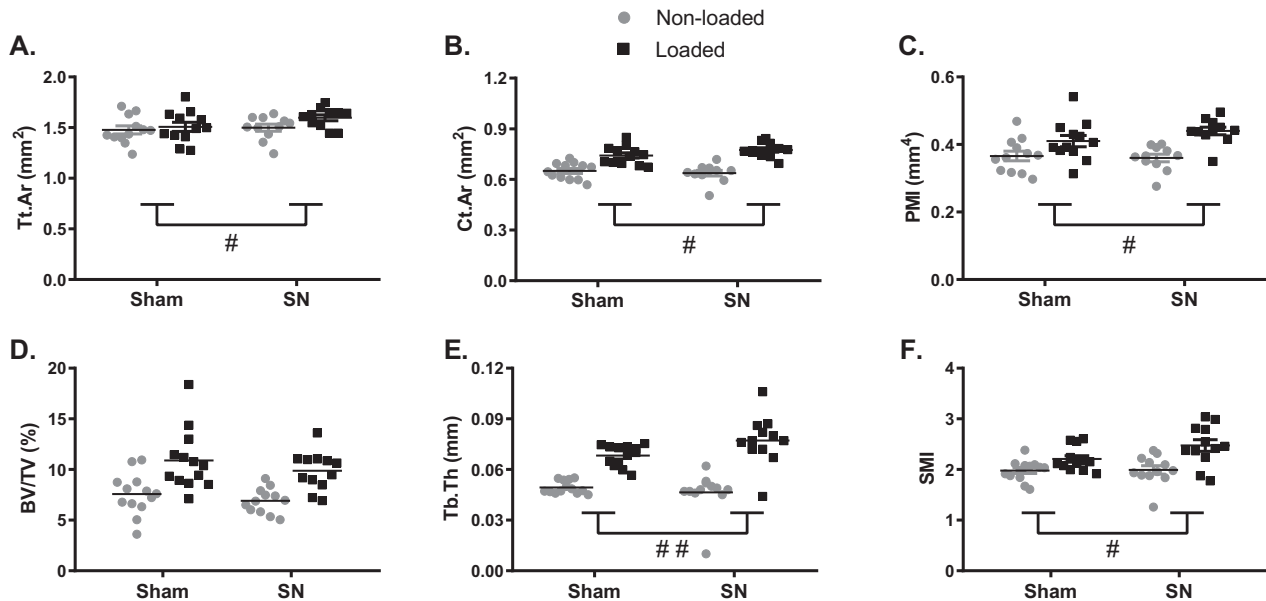 Non-loaded
Loaded
A.
Tt.Ar (mm²)
2.0
1.5
1.0
0.5
0.0
#
Sham SN
B.
Ct.Ar (mm²)
1.2
0.9
0.6
0.3
0.0
#
Sham SN
C.
PMI (mm⁴)
0.6
0.4
0.2
0.0
#
Sham SN
D.
BV/TV (%)
20
15
10
5
0
Sham SN
E.
Tb.Th (mm)
0.12
0.09
0.06
0.03
0.00
# #
Sham SN
F.
SMI
4
3
2
1
0
#
Sham SN